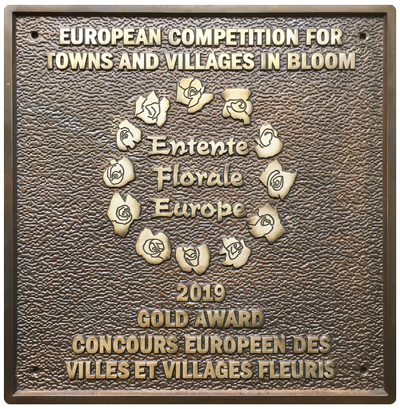 EUROPEAN COMPETITION FOR
TOWNS AND VILLAGES IN BLOOM
Entente
Florale
Europe
2019
GOLD AWARD
CONCOURS EUROPEEN DES
VILLES ET VILLAGES FLEURIS